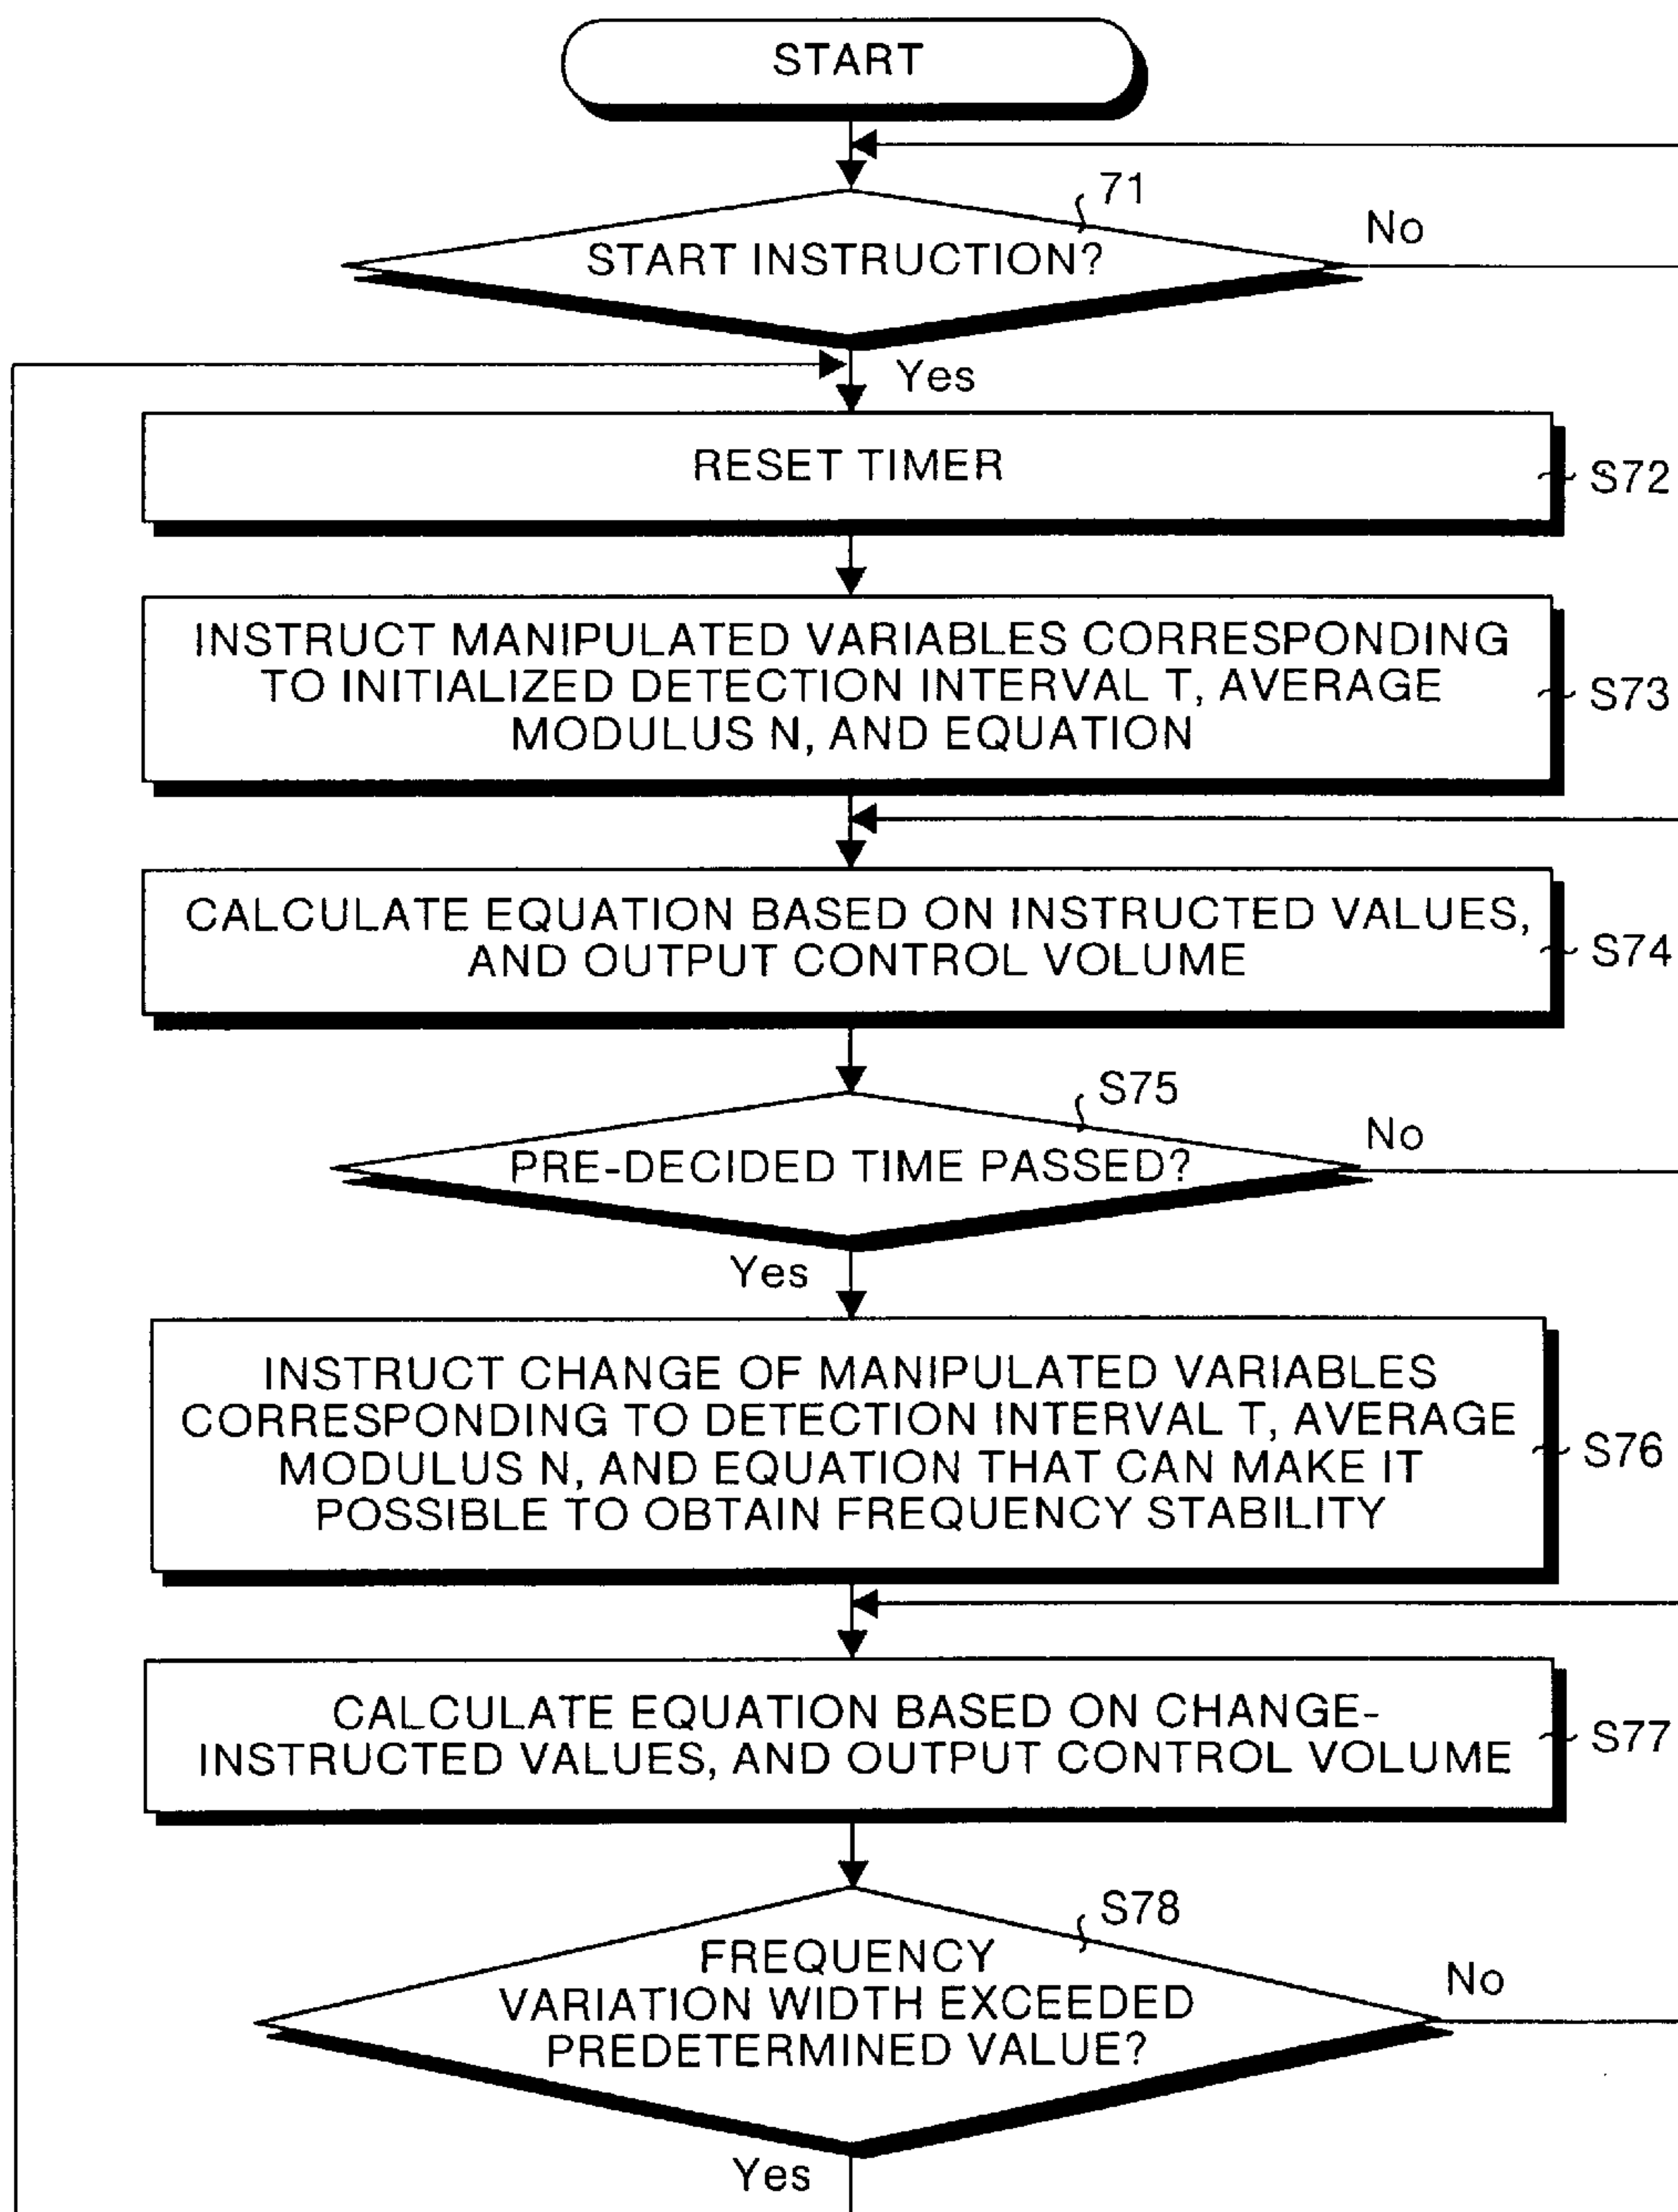 START
71
No
START INSTRUCTION?
Yes
RESET TIMER
S72
INSTRUCT MANIPULATED VARIABLES CORRESPONDING
TO INITIALIZED DETECTION INTERVAL T, AVERAGE
MODULUS N, AND EQUATION
S73
CALCULATE EQUATION BASED ON INSTRUCTED VALUES,
AND OUTPUT CONTROL VOLUME
S74
S75
No
PRE-DECIDED TIME PASSED?
Yes
INSTRUCT CHANGE OF MANIPULATED VARIABLES
CORRESPONDING TO DETECTION INTERVAL T, AVERAGE
MODULUS N, AND EQUATION THAT CAN MAKE IT
POSSIBLE TO OBTAIN FREQUENCY STABILITY
S76
CALCULATE EQUATION BASED ON CHANGE-
INSTRUCTED VALUES, AND OUTPUT CONTROL VOLUME
S77
S78
No
FREQUENCY
VARIATION WIDTH EXCEEDED
PREDETERMINED VALUE?
Yes